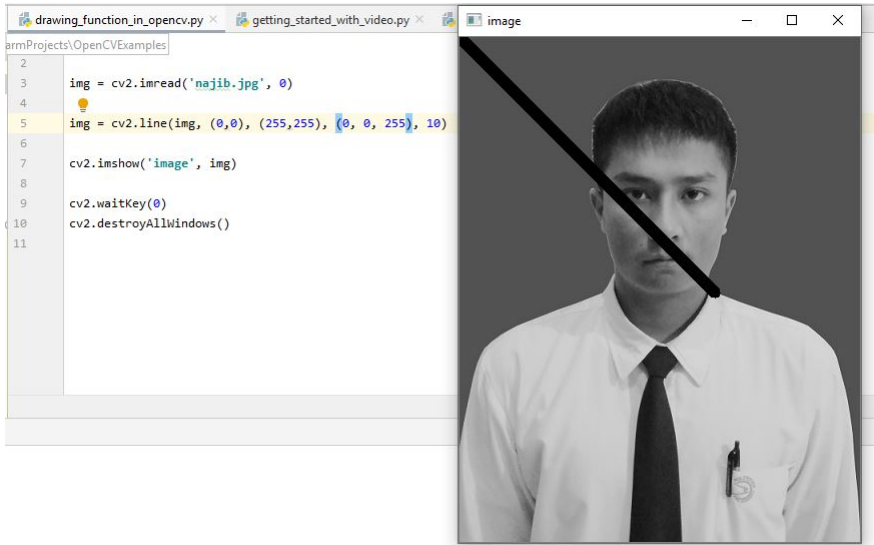 drawing_function_in_opencv.py × getting_started_with_video.py ×
image
armProjects\OpenCVExamples
2
3 img = cv2.imread('najib.jpg', 0)
4
5 img = cv2.line(img, (0,0), (255,255), (0, 0, 255), 10)
6
7 cv2.imshow('image', img)
8
9 cv2.waitKey(0)
10 cv2.destroyAllWindows()
11